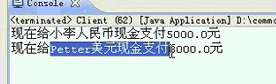 Console
<terminated> Client (62) [Java Application] D:\commo
现在给小李人民币现金支付5000.0元
现在给Petter美元现金支付8000.0元